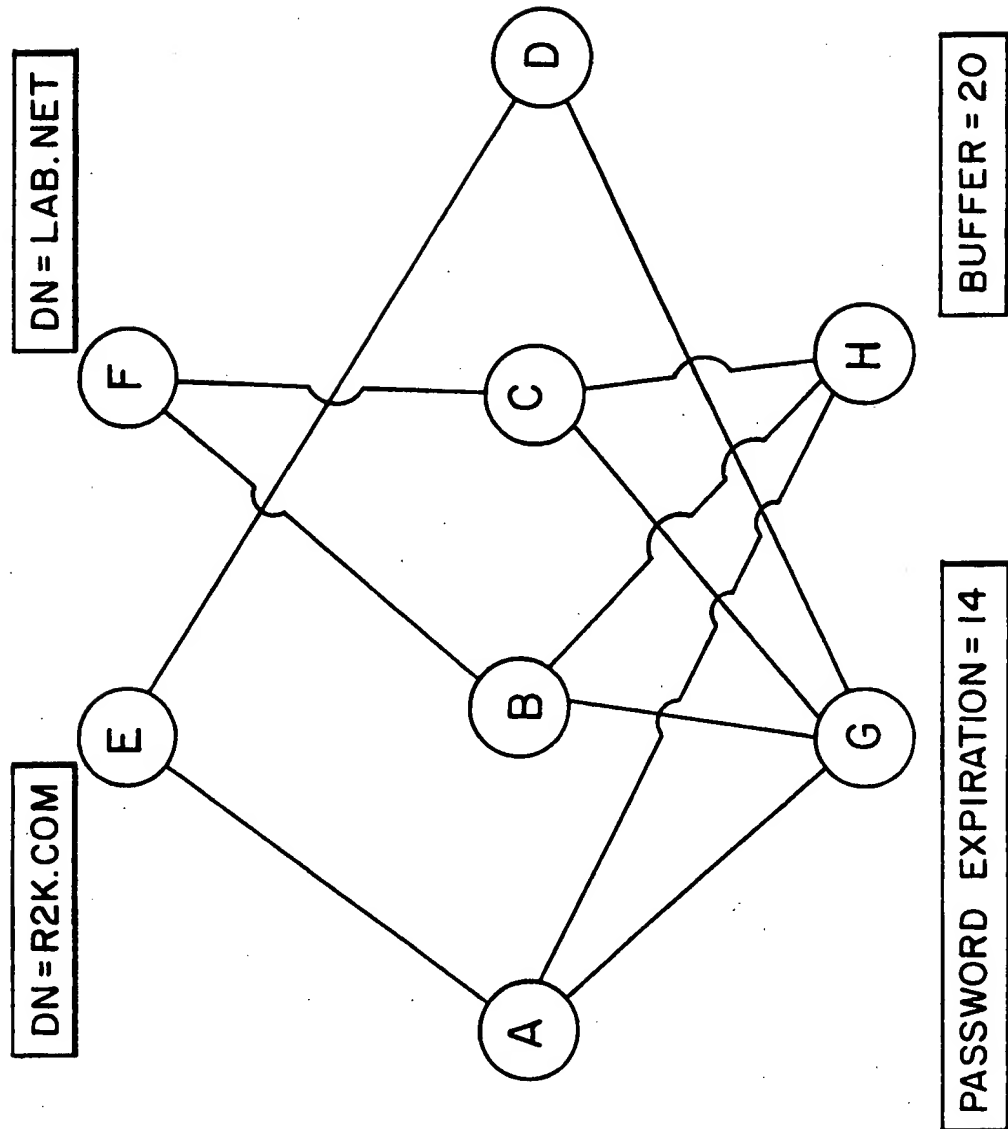 DN=R2K.COM
DN=LAB.NET
E
F
A
B
C
D
G
H
PASSWORD EXPIRATION=14
BUFFER=20